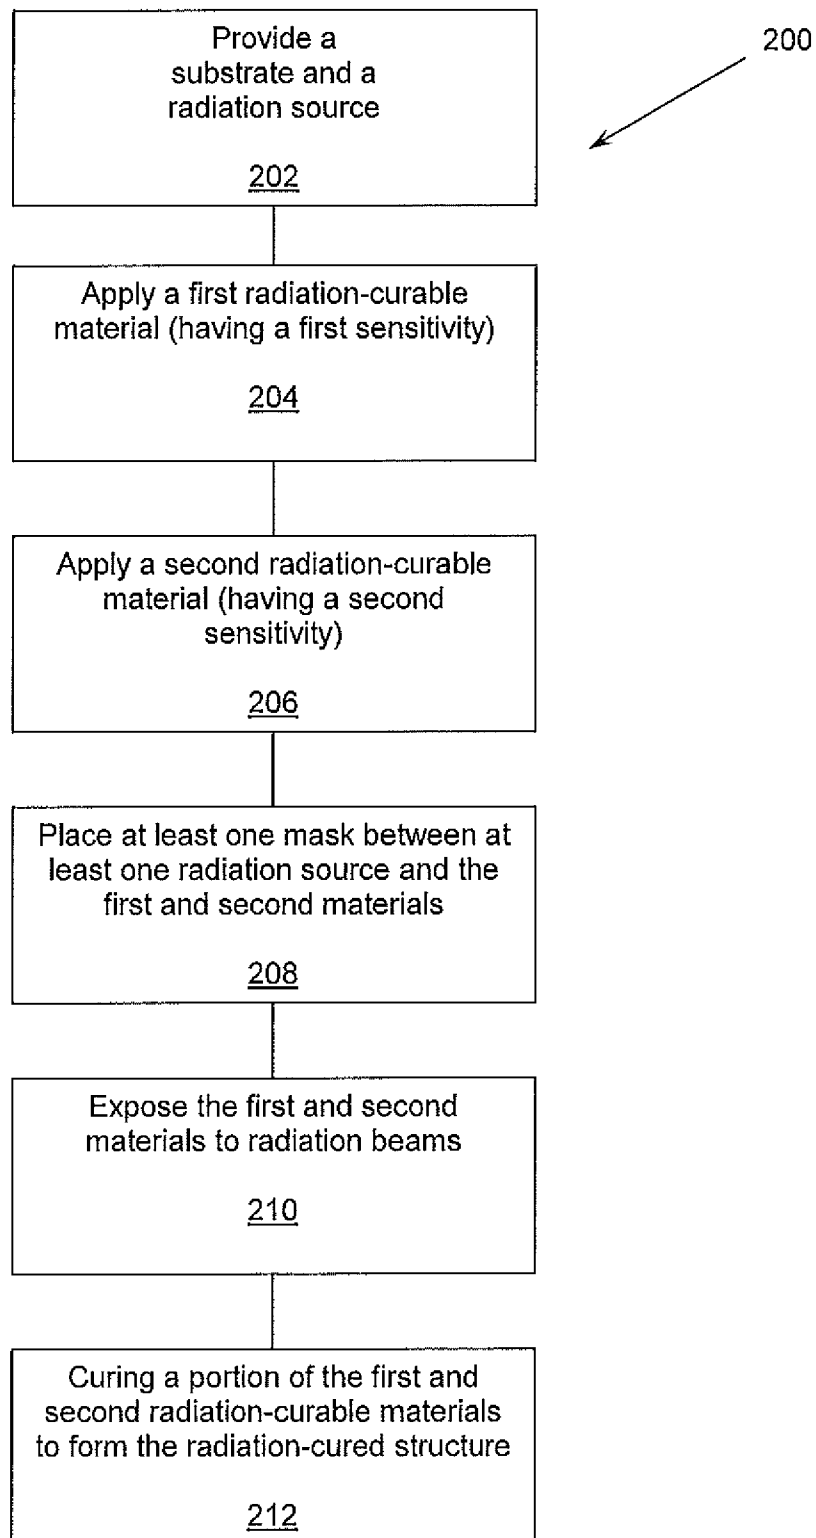 200
Provide a
substrate and a
radiation source
202
Apply a first radiation-curable
material (having a first sensitivity)
204
Apply a second radiation-curable
material (having a second
sensitivity)
206
Place at least one mask between at
least one radiation source and the
first and second materials
208
Expose the first and second
materials to radiation beams
210
Curing a portion of the first and
second radiation-curable materials
to form the radiation-cured structure
212